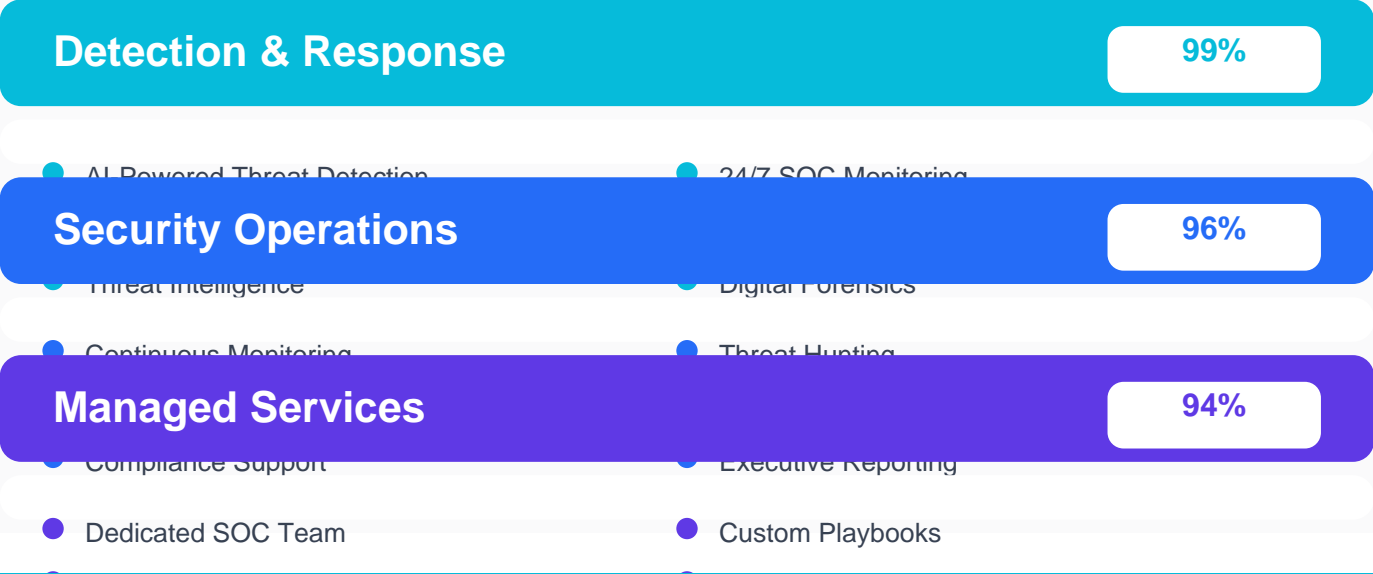 Detection & Response
99%
AI-Powered Threat Detection
24/7 SOC Monitoring
Security Operations
96%
Threat Intelligence
Digital Forensics
Continuous Monitoring
Threat Hunting
Managed Services
94%
Compliance Support
Executive Reporting
Dedicated SOC Team
Custom Playbooks